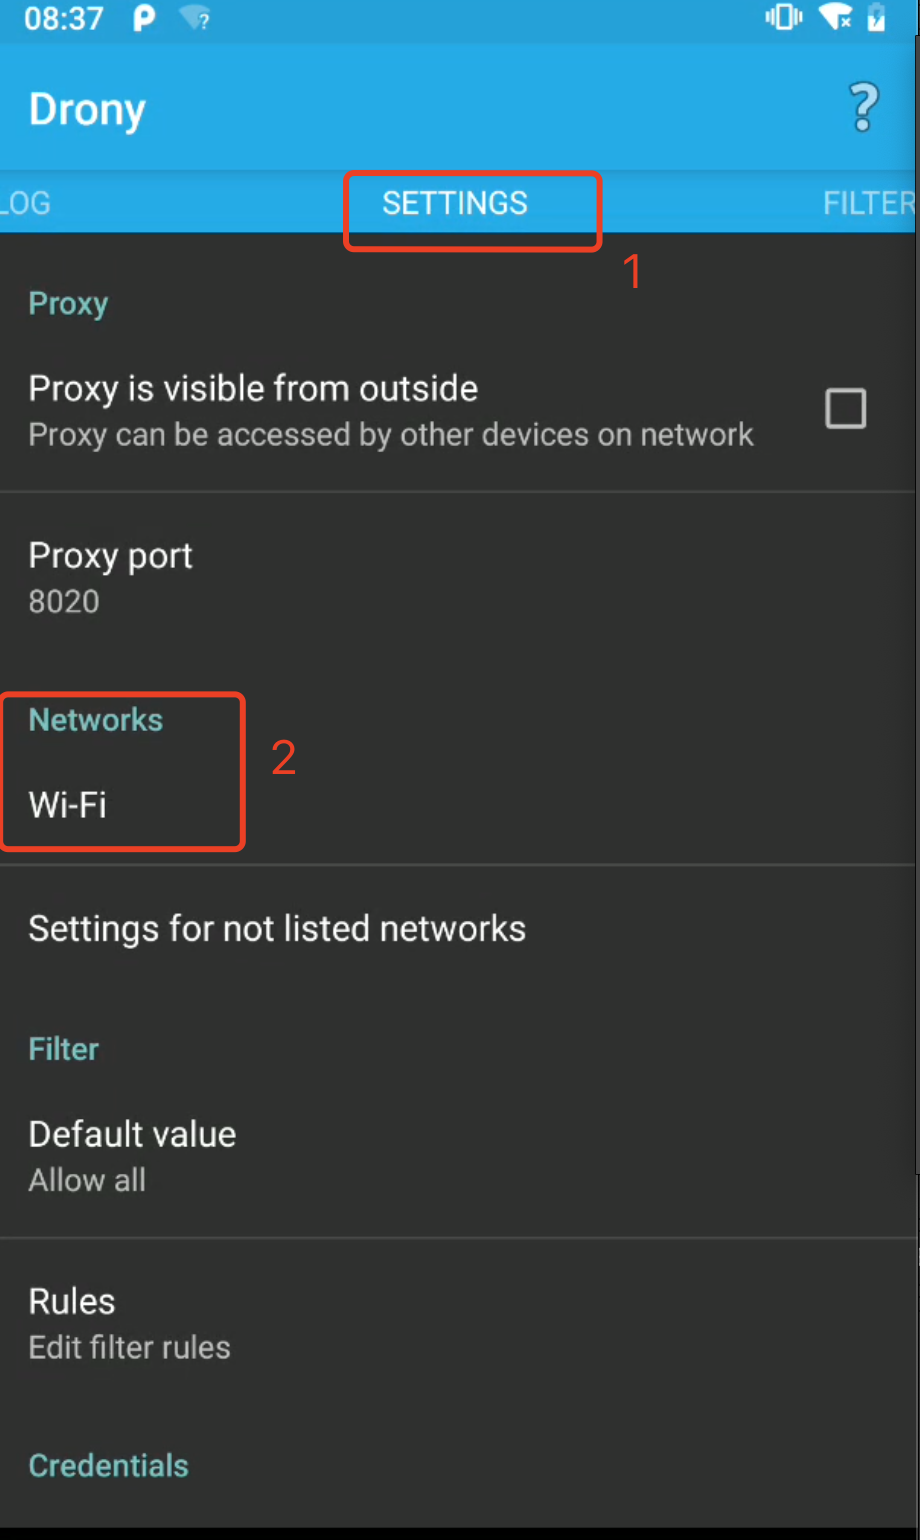 08:37
Drony
LOG SETTINGS FILTER
1
Proxy
Proxy is visible from outside
Proxy can be accessed by other devices on network
Proxy port
8020
Networks
2
Wi-Fi
Settings for not listed networks
Filter
Default value
Allow all
Rules
Edit filter rules
Credentials